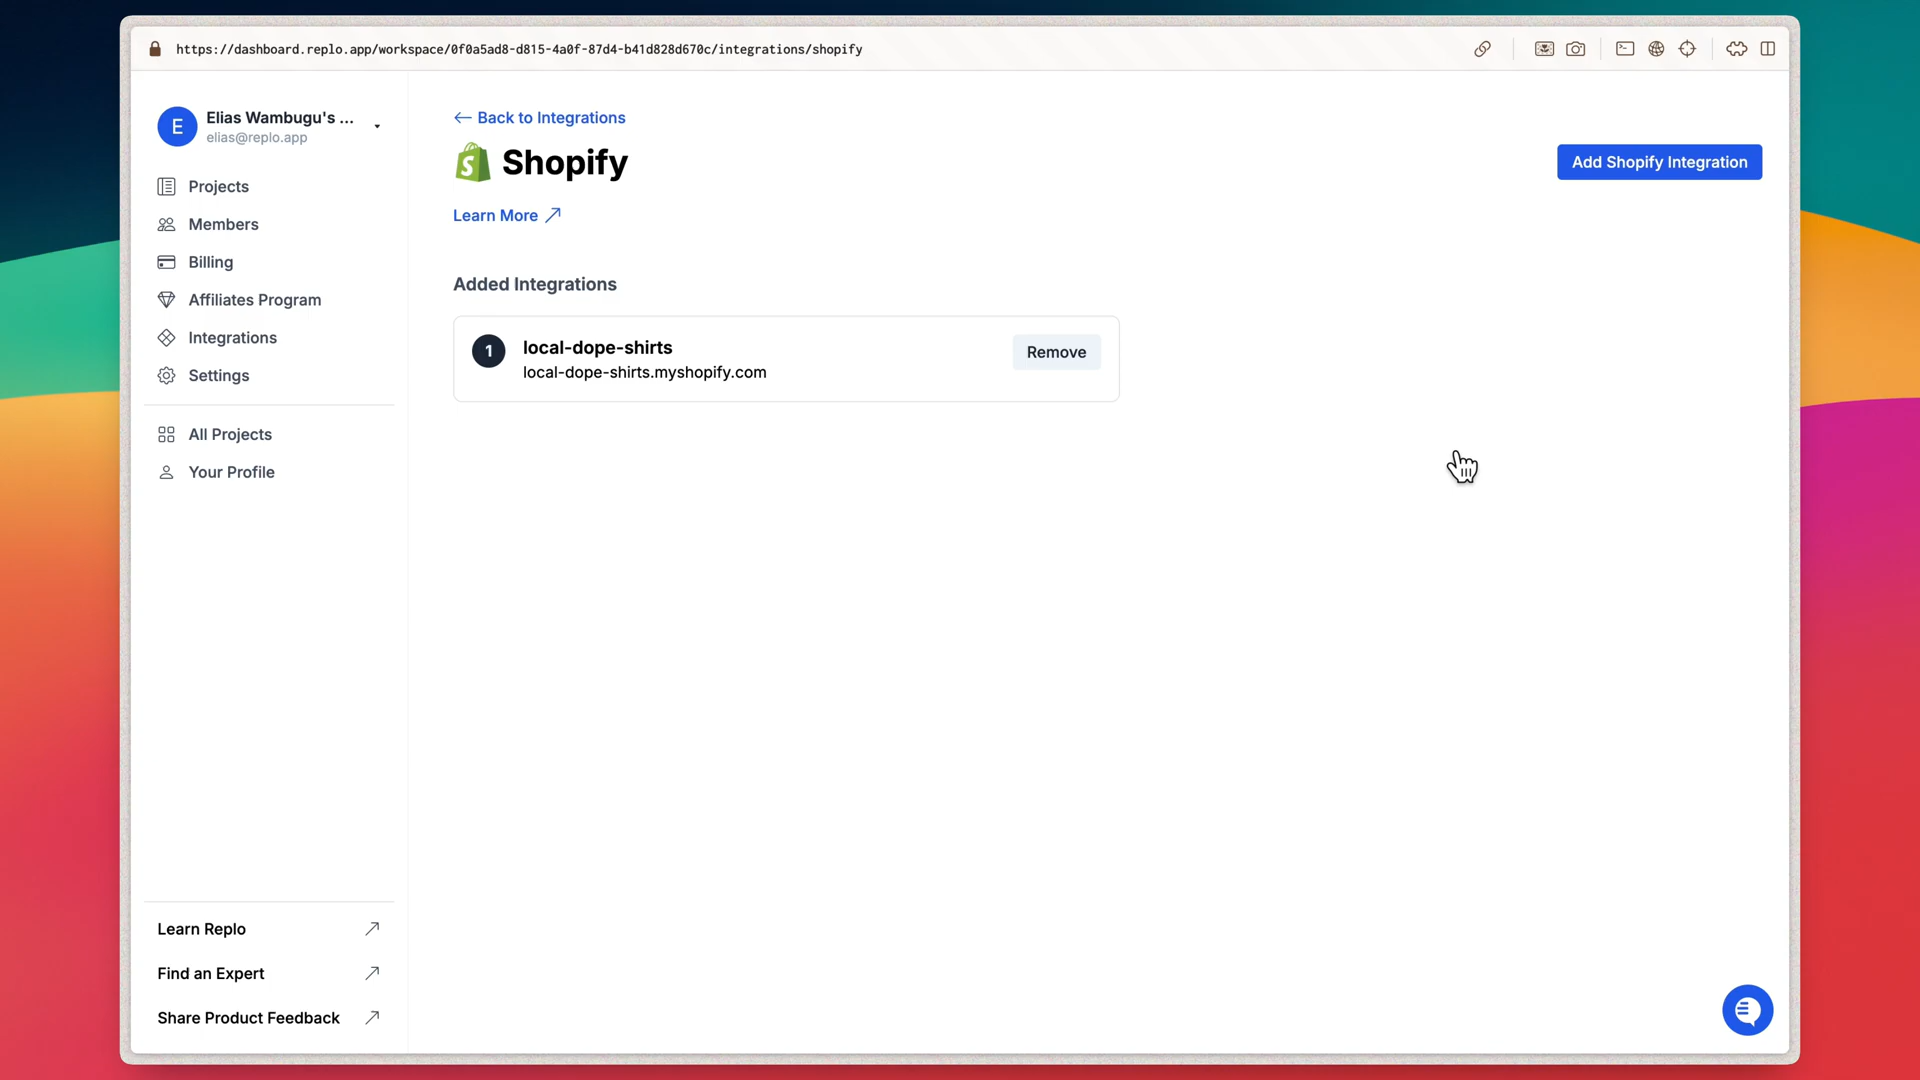 https://dashboard.replo.app/workspace/0f0a5ad8-d815-4a0f-87d4-b41d828d670c/integrations/shopify
E
Elias Wambugu's ...
elias@replo.app
Projects
Members
Billing
Affiliates Program
Integrations
Settings
All Projects
Your Profile
Learn Replo
Find an Expert
Share Product Feedback
Back to Integrations
Shopify
Add Shopify Integration
Learn More
Added Integrations
1
local-dope-shirts
local-dope-shirts.myshopify.com
Remove